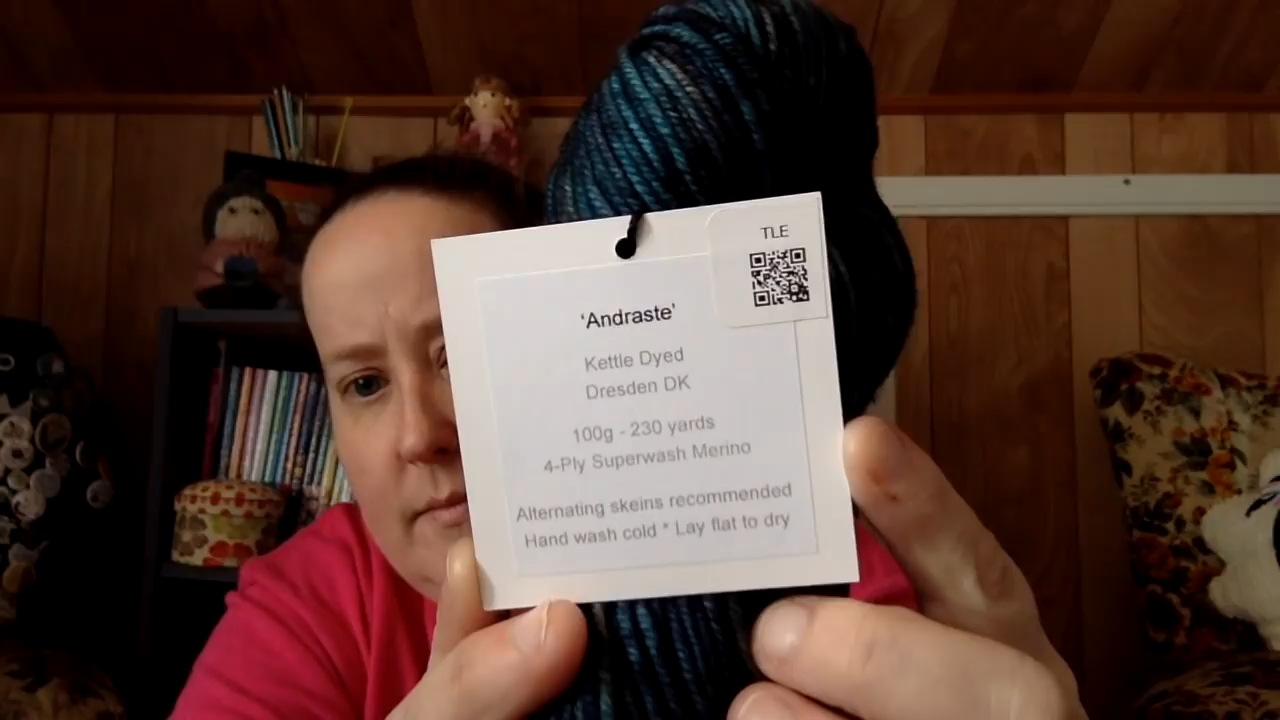 TLE
‘Andraste’
Kettle Dyed
Dresden DK
100g - 230 yards
4-Ply Superwash Merino
Alternating skeins recommended
Hand wash cold * Lay flat to dry